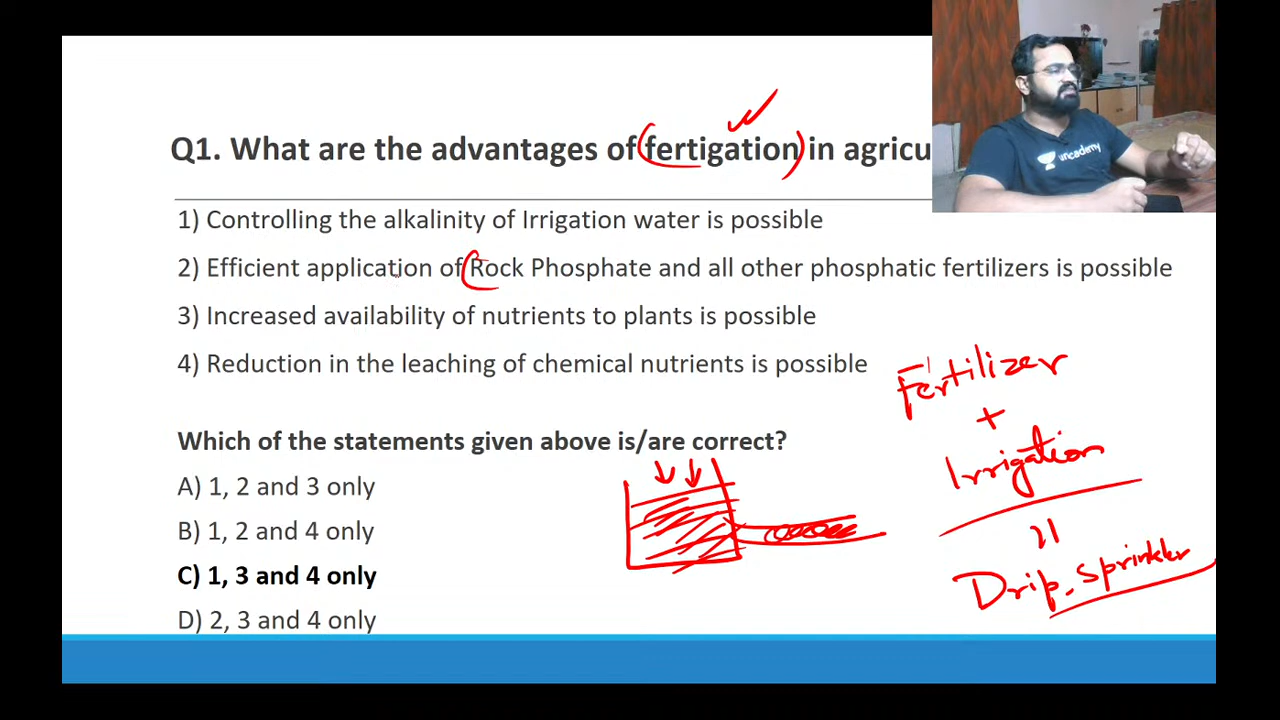 Q1. What are the advantages of fertigation in agricu
1) Controlling the alkalinity of Irrigation water is possible
2) Efficient application of Rock Phosphate and all other phosphatic fertilizers is possible
3) Increased availability of nutrients to plants is possible
4) Reduction in the leaching of chemical nutrients is possible
Which of the statements given above is/are correct?
A) 1, 2 and 3 only
B) 1, 2 and 4 only
C) 1, 3 and 4 only
D) 2, 3 and 4 only
Fertilizer
+
Irrigation
Drip, Sprinkler
unacademy